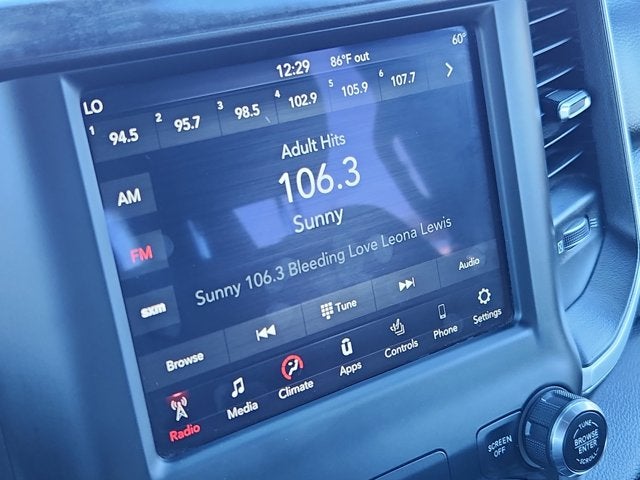 12:29 86°F out 60°
LO
1 94.5 2 95.7 3 98.5 4 102.9 5 105.9 6 107.7
Adult Hits
AM 106.3
Sunny
FM
Sunny 106.3 Bleeding Love Leona Lewis
sxm
Browse Tune Audio
Radio Media Climate Apps Controls Phone Settings
SCREEN OFF
TUNE
BROWSE
ENTER
SCROLL